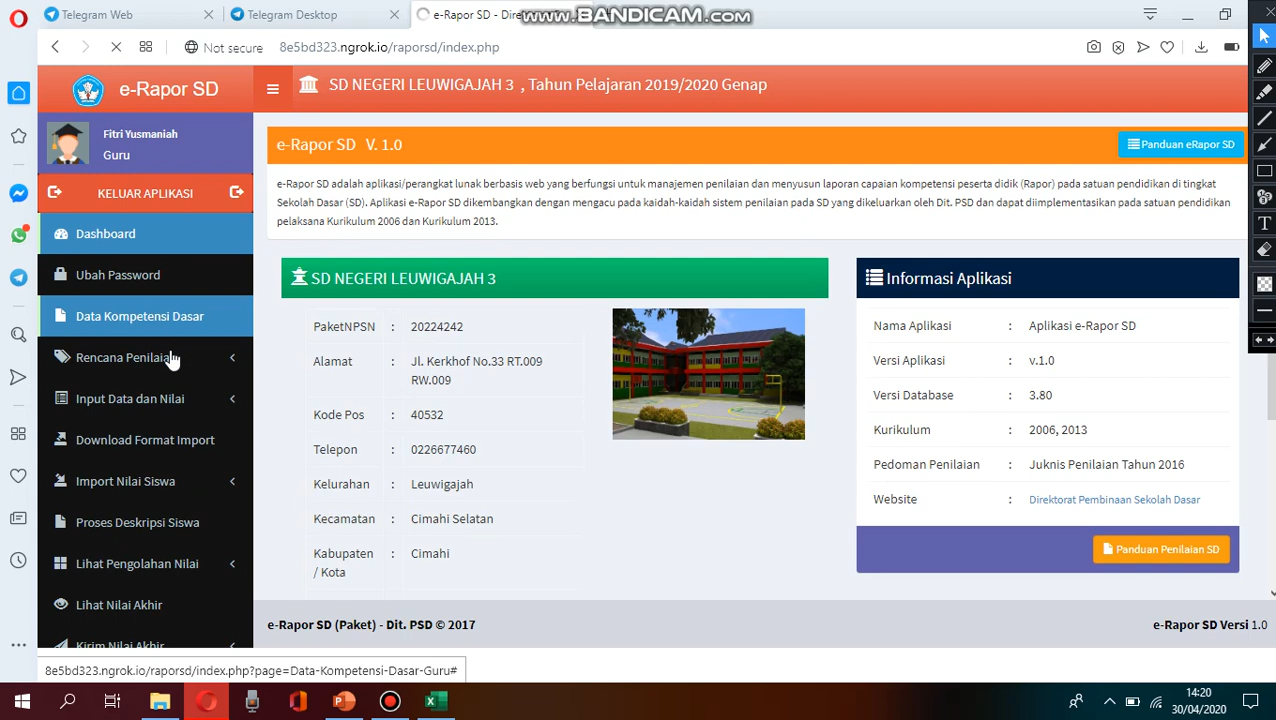 Telegram Web
Telegram Desktop
e-Rapor SD - Dire
www.BANDICAM.com
Not secure
8e5bd323.ngrok.io/raporsd/index.php
e-Rapor SD
SD NEGERI LEUWIGAJAH 3 , Tahun Pelajaran 2019/2020 Genap
Fitri Yusmaniah
Guru
KELUAR APLIKASI
Dashboard
Ubah Password
Data Kompetensi Dasar
Rencana Penilaian
Input Data dan Nilai
Download Format Import
Import Nilai Siswa
Proses Deskripsi Siswa
Lihat Pengolahan Nilai
Lihat Nilai Akhir
Kirim Nilai Akhir
e-Rapor SD V. 1.0
Panduan eRapor SD
e-Rapor SD adalah aplikasi/perangkat lunak berbasis web yang berfungsi untuk manajemen penilaian dan menyusun laporan capaian kompetensi peserta didik (Rapor) pada satuan pendidikan di tingkat
Sekolah Dasar (SD). Aplikasi e-Rapor SD dikembangkan dengan mengacu pada kaidah-kaidah sistem penilaian pada SD yang dikeluarkan oleh Dit. PSD dan dapat diimplementasikan pada satuan pendidikan
pelaksana Kurikulum 2006 dan Kurikulum 2013.
SD NEGERI LEUWIGAJAH 3
PaketNPSN : 20224242
Alamat : Jl. Kerkhof No.33 RT.009
RW.009
Kode Pos : 40532
Telepon : 0226677460
Kelurahan : Leuwigajah
Kecamatan : Cimahi Selatan
Kabupaten : Cimahi
/ Kota
Informasi Aplikasi
Nama Aplikasi : Aplikasi e-Rapor SD
Versi Aplikasi : v.1.0
Versi Database : 3.80
Kurikulum : 2006, 2013
Pedoman Penilaian : Juknis Penilaian Tahun 2016
Website : Direktorat Pembinaan Sekolah Dasar
Panduan Penilaian SD
e-Rapor SD (Paket) - Dit. PSD © 2017
e-Rapor SD Versi 1.0
8e5bd323.ngrok.io/raporsd/index.php?page=Data-Kompetensi-Dasar-Guru#
14:20
30/04/2020